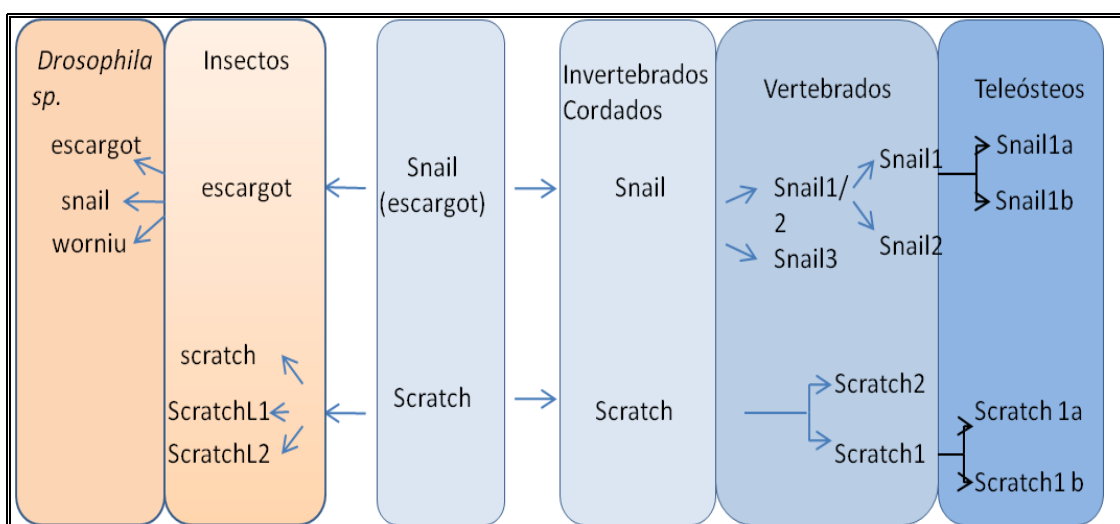 Drosophila
sp.
escargot
snail
worniu
Insectos
escargot
scratch
ScratchL1
ScratchL2
Snail
(escargot)
Scratch
Invertebrados
Cordados
Snail
Scratch
Vertebrados
Snail1/
2
Snail3
Snail1
Snail2
Scratch2
Scratch1
Teleósteos
Snail1a
Snail1b
Scratch 1a
Scratch1 b